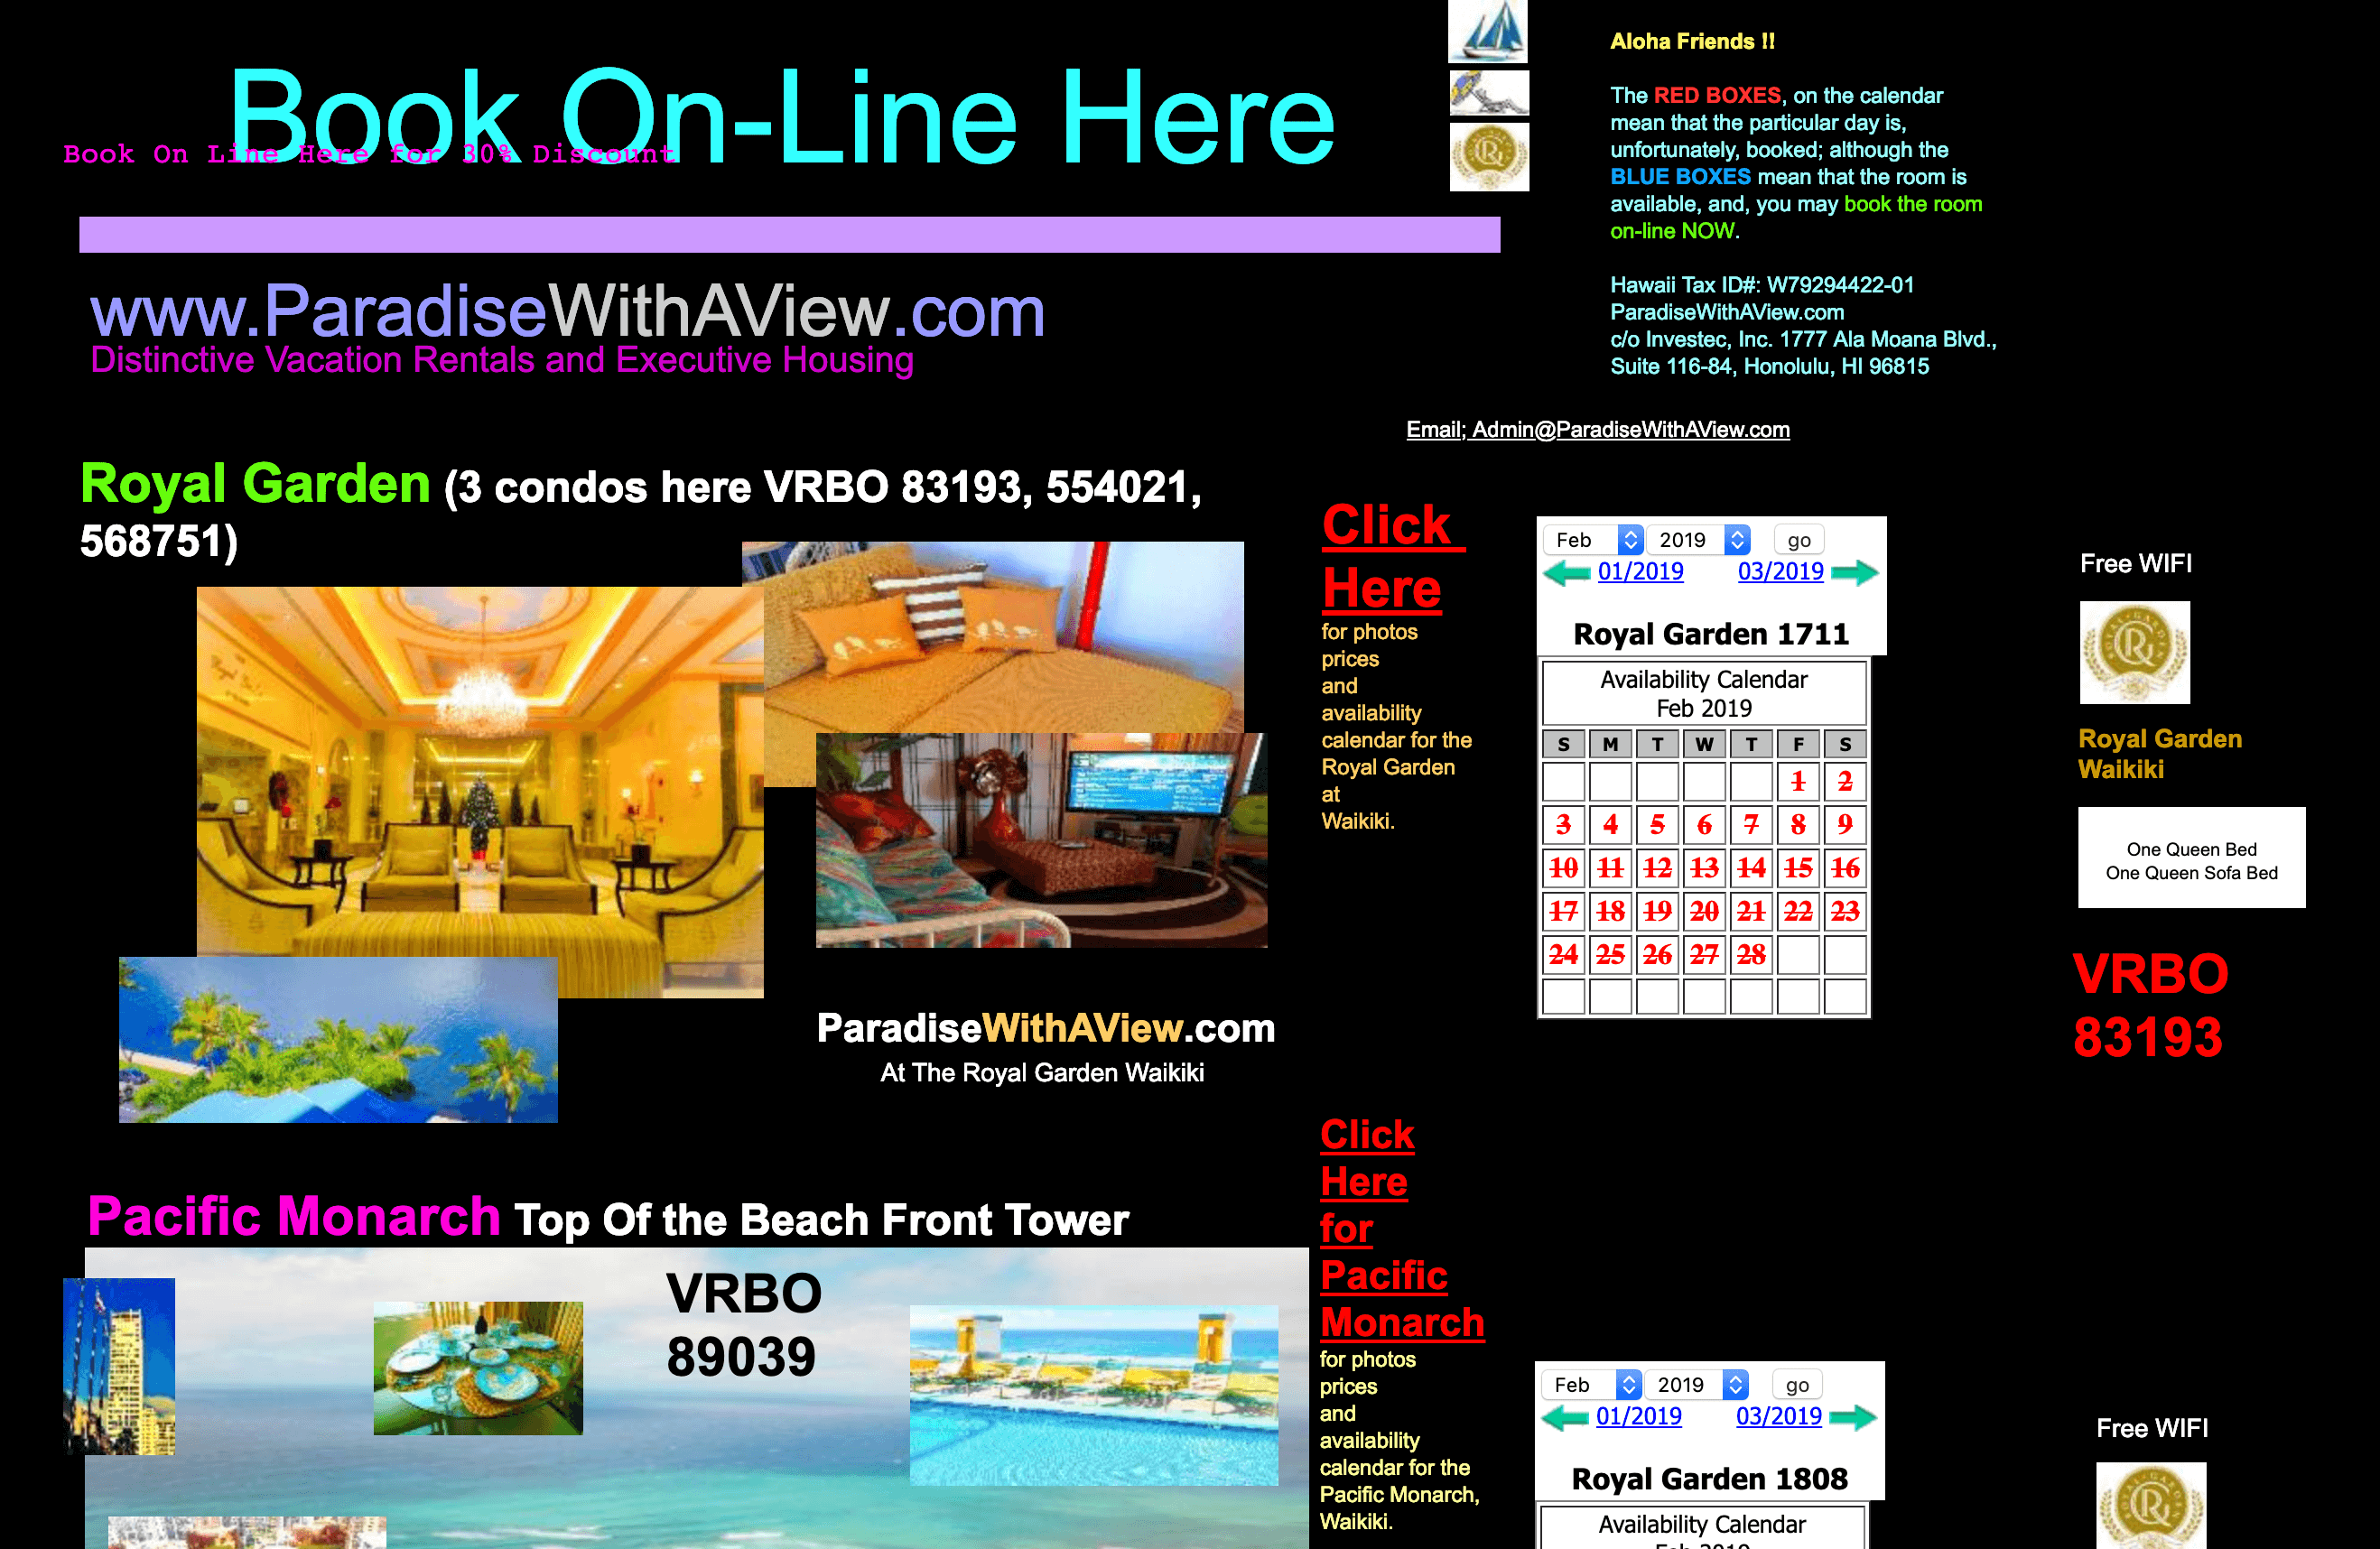 Book On-Line Here
Book On Line Here for 30% Discount
www.ParadiseWithAView.com
Distinctive Vacation Rentals and Executive Housing
Aloha Friends !!
The RED BOXES, on the calendar
mean that the particular day is,
unfortunately, booked; although the
BLUE BOXES mean that the room is
available, and, you may book the room
on-line NOW.
Hawaii Tax ID#: W79294422-01
ParadiseWithAView.com
c/o Investec, Inc. 1777 Ala Moana Blvd.,
Suite 116-84, Honolulu, HI 96815
Email; Admin@ParadiseWithAView.com
Royal Garden (3 condos here VRBO 83193, 554021,
568751)
ParadiseWithAView.com
At The Royal Garden Waikiki
Click
Here
for photos
prices
and
availability
calendar for the
Royal Garden
at
Waikiki.
Feb 2019 go
01/2019 03/2019
Royal Garden 1711
Availability Calendar
Feb 2019
S M T W T F S
1 2
3 4 5 6 7 8 9
10 11 12 13 14 15 16
17 18 19 20 21 22 23
24 25 26 27 28
Free WIFI
Royal Garden
Waikiki
One Queen Bed
One Queen Sofa Bed
VRBO
83193
Pacific Monarch Top Of the Beach Front Tower
VRBO
89039
Click
Here
for
Pacific
Monarch
for photos
prices
and
availability
calendar for the
Pacific Monarch,
Waikiki.
Feb 2019 go
01/2019 03/2019
Royal Garden 1808
Availability Calendar
Feb 2019
Free WIFI